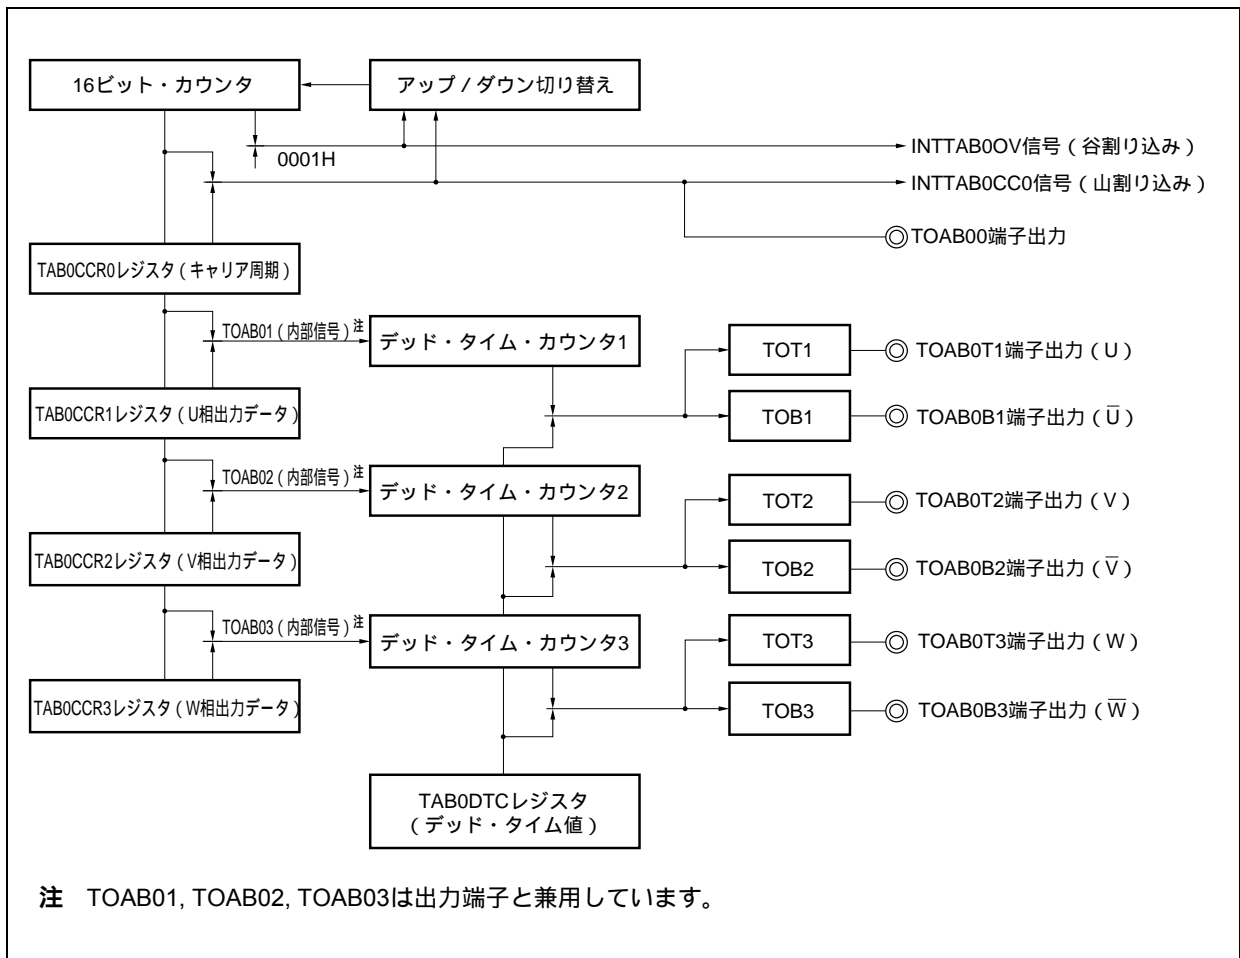 16ビット・カウンタ
アップ/ダウン切り替え
0001H
INTTAB0OV信号(谷割り込み)
INTTAB0CC0信号(山割り込み)
TOAB00端子出力
TAB0CCR0レジスタ(キャリア周期)
TOAB01(内部信号)注
デッド・タイム・カウンタ1
TOT1
TOAB0T1端子出力(U)
TAB0CCR1レジスタ(U相出力データ)
TOB1
TOAB0B1端子出力(U̅)
TOAB02(内部信号)注
デッド・タイム・カウンタ2
TOT2
TOAB0T2端子出力(V)
TAB0CCR2レジスタ(V相出力データ)
TOB2
TOAB0B2端子出力(V̅)
TOAB03(内部信号)注
デッド・タイム・カウンタ3
TOT3
TOAB0T3端子出力(W)
TAB0CCR3レジスタ(W相出力データ)
TOB3
TOAB0B3端子出力(W̅)
TAB0DTCレジスタ
(デッド・タイム値)
注 TOAB01, TOAB02, TOAB03は出力端子と兼用しています。